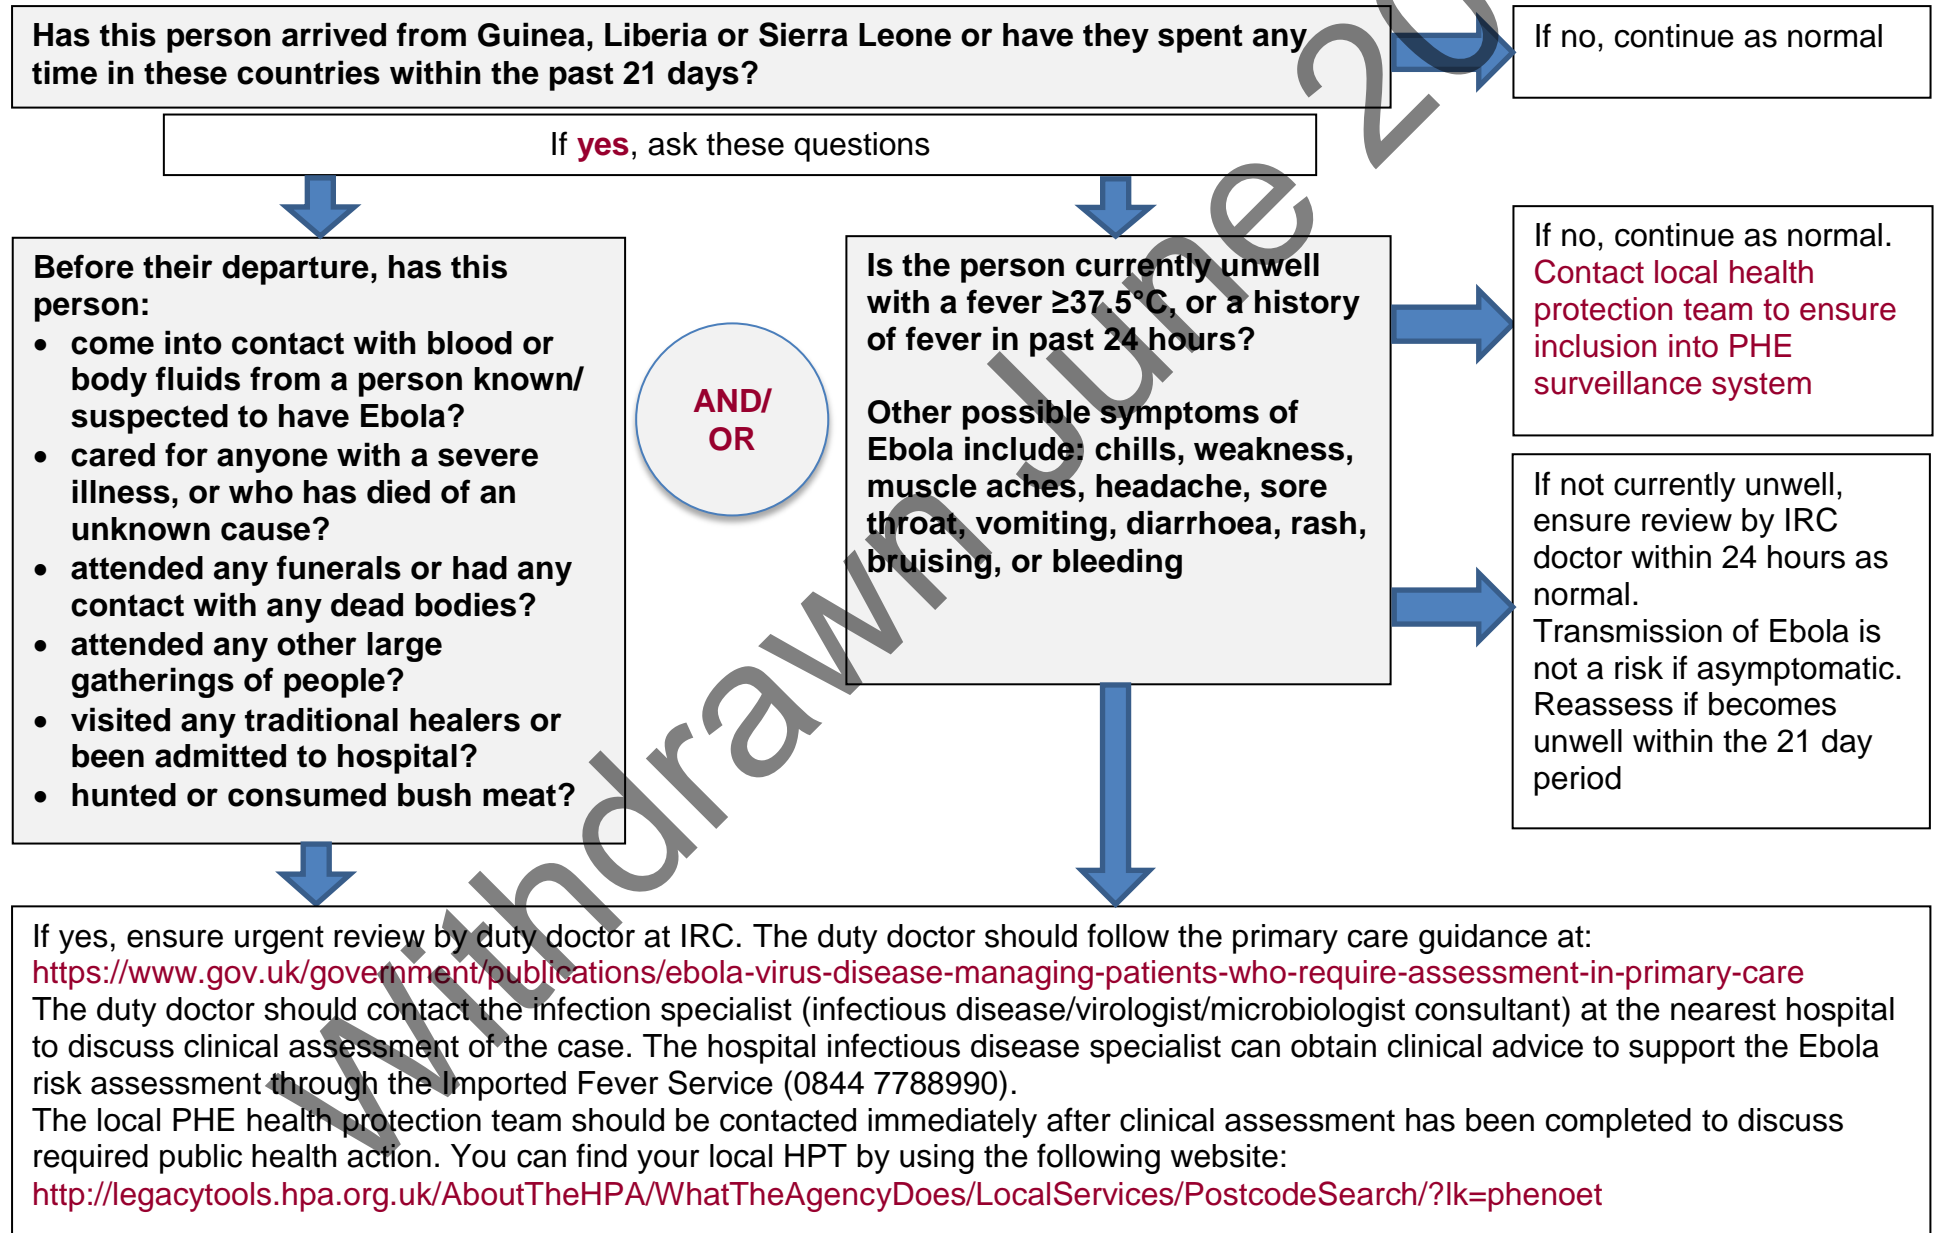 Has this person arrived from Guinea, Liberia or Sierra Leone or have they spent any
time in these countries within the past 21 days?
If no, continue as normal
If yes, ask these questions
Before their departure, has this
person:
• come into contact with blood or
body fluids from a person known/
suspected to have Ebola?
• cared for anyone with a severe
illness, or who has died of an
unknown cause?
• attended any funerals or had any
contact with any dead bodies?
• attended any other large
gatherings of people?
• visited any traditional healers or
been admitted to hospital?
• hunted or consumed bush meat?
AND/
OR
Is the person currently unwell
with a fever ≥37.5°C, or a history
of fever in past 24 hours?
Other possible symptoms of
Ebola include: chills, weakness,
muscle aches, headache, sore
throat, vomiting, diarrhoea, rash,
bruising, or bleeding
If no, continue as normal.
Contact local health
protection team to ensure
inclusion into PHE
surveillance system
If not currently unwell,
ensure review by IRC
doctor within 24 hours as
normal.
Transmission of Ebola is
not a risk if asymptomatic.
Reassess if becomes
unwell within the 21 day
period
If yes, ensure urgent review by duty doctor at IRC. The duty doctor should follow the primary care guidance at:
https://www.gov.uk/government/publications/ebola-virus-disease-managing-patients-who-require-assessment-in-primary-care
The duty doctor should contact the infection specialist (infectious disease/virologist/microbiologist consultant) at the nearest hospital
to discuss clinical assessment of the case. The hospital infectious disease specialist can obtain clinical advice to support the Ebola
risk assessment through the Imported Fever Service (0844 7788990).
The local PHE health protection team should be contacted immediately after clinical assessment has been completed to discuss
required public health action. You can find your local HPT by using the following website:
http://legacytools.hpa.org.uk/AboutTheHPA/WhatTheAgencyDoes/LocalServices/PostcodeSearch/?lk=phenoet
Withdrawn June 20